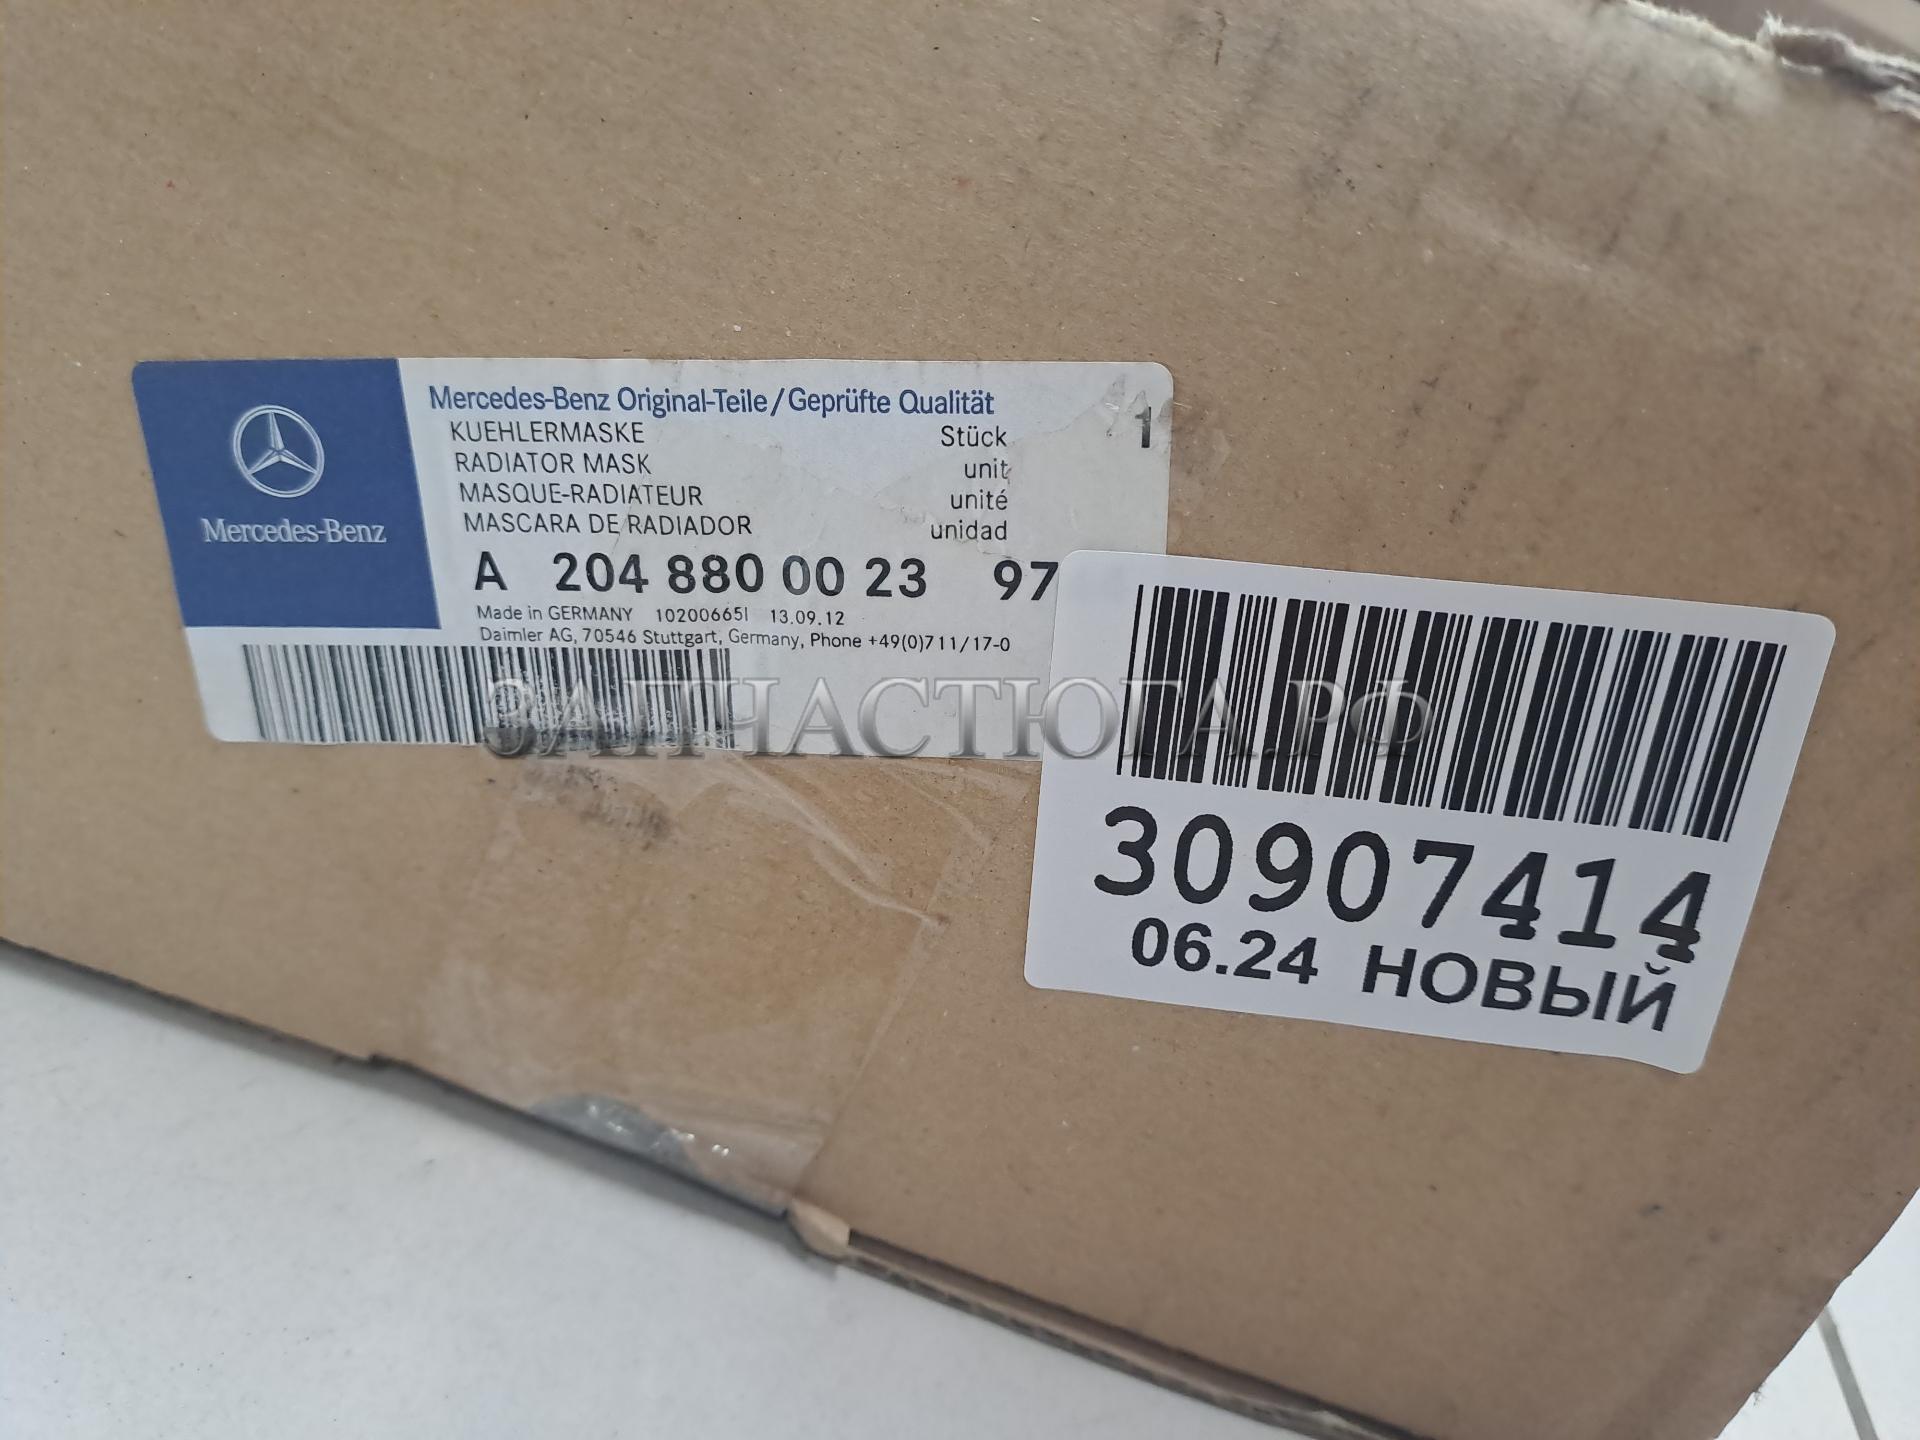 Mercedes-Benz Original-Teile/Geprüfte Qualität
KUEHLERMASKE Stück 1
RADIATOR MASK unit
MASQUE-RADIATEUR unité
MASCARA DE RADIADOR unidad
Mercedes-Benz
A 204 880 00 23 97
Made in GERMANY 10200665I 13.09.12
Daimler AG, 70546 Stuttgart, Germany, Phone +49(0)711/17-0
ЗАПЧАСТЮГА.РФ
30907414
06.24 НОВЫЙ